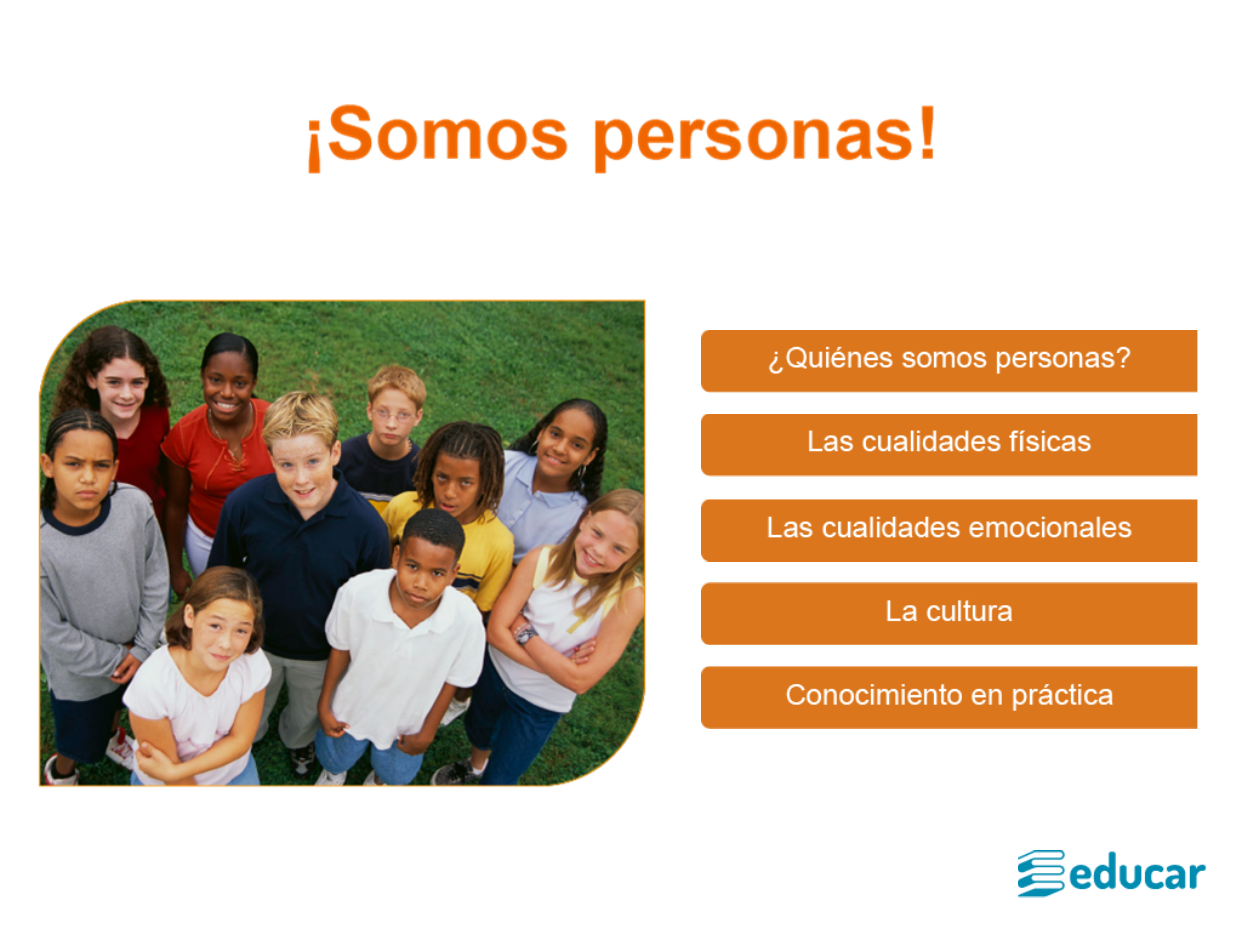 ¡Somos personas!
¿Quiénes somos personas?
Las cualidades físicas
Las cualidades emocionales
La cultura
Conocimiento en práctica
educar